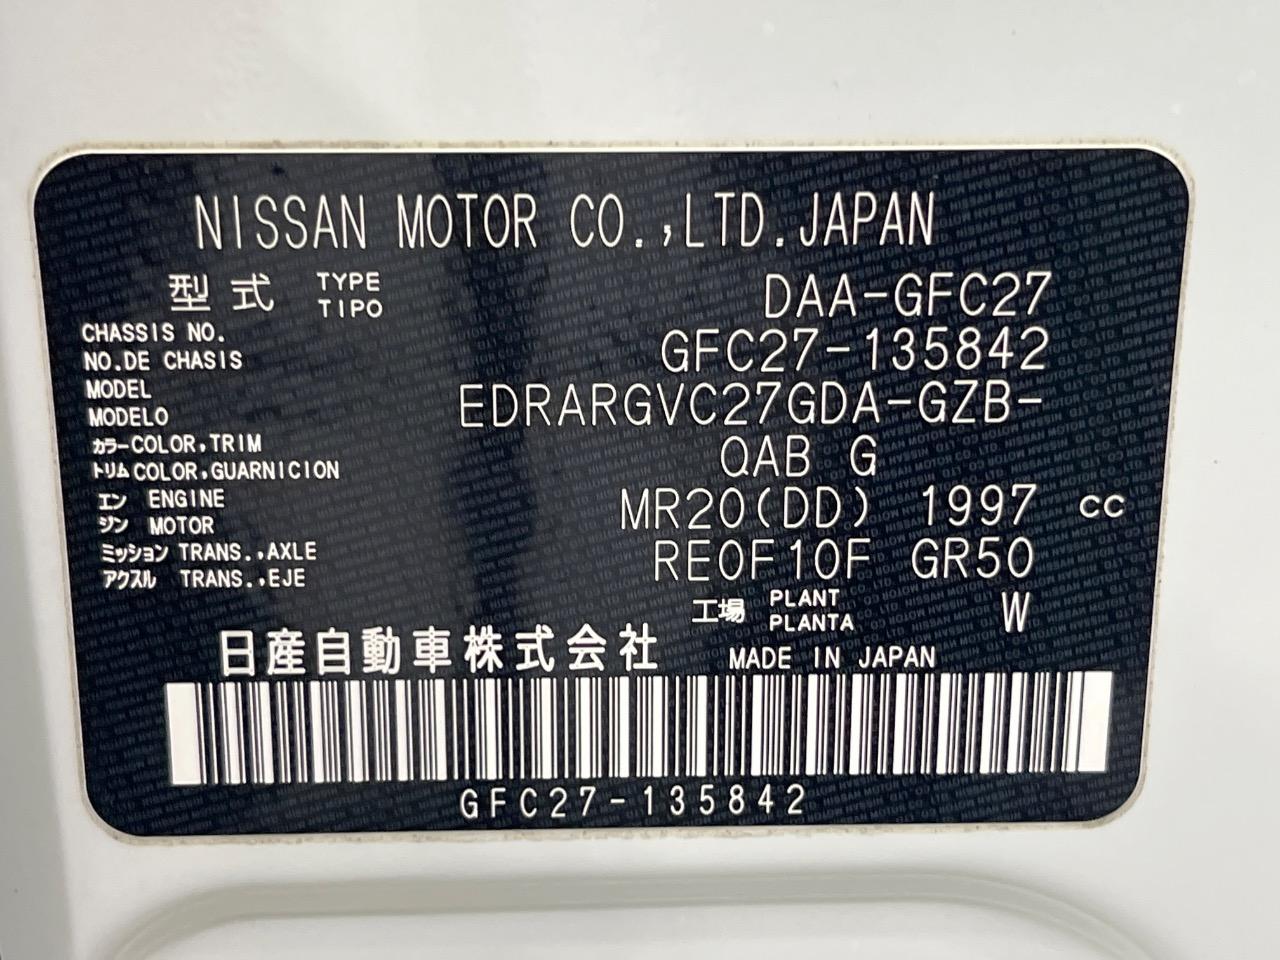 NISSAN MOTOR CO.,LTD.JAPAN
型式 TYPE TIPO DAA-GFC27
CHASSIS NO. NO.DE CHASIS GFC27-135842
MODEL MODELO EDRARGVC27GDA-GZB-
カラー COLOR,TRIM
トリム COLOR,GUARNICION QAB G
エン ENGINE
ジン MOTOR MR20(DD) 1997 CC
ミッション TRANS.,AXLE
アクスル TRANS.,EJE RE0F10F GR50
工場 PLANT PLANTA W
日産自動車株式会社 MADE IN JAPAN
GFC27-135842